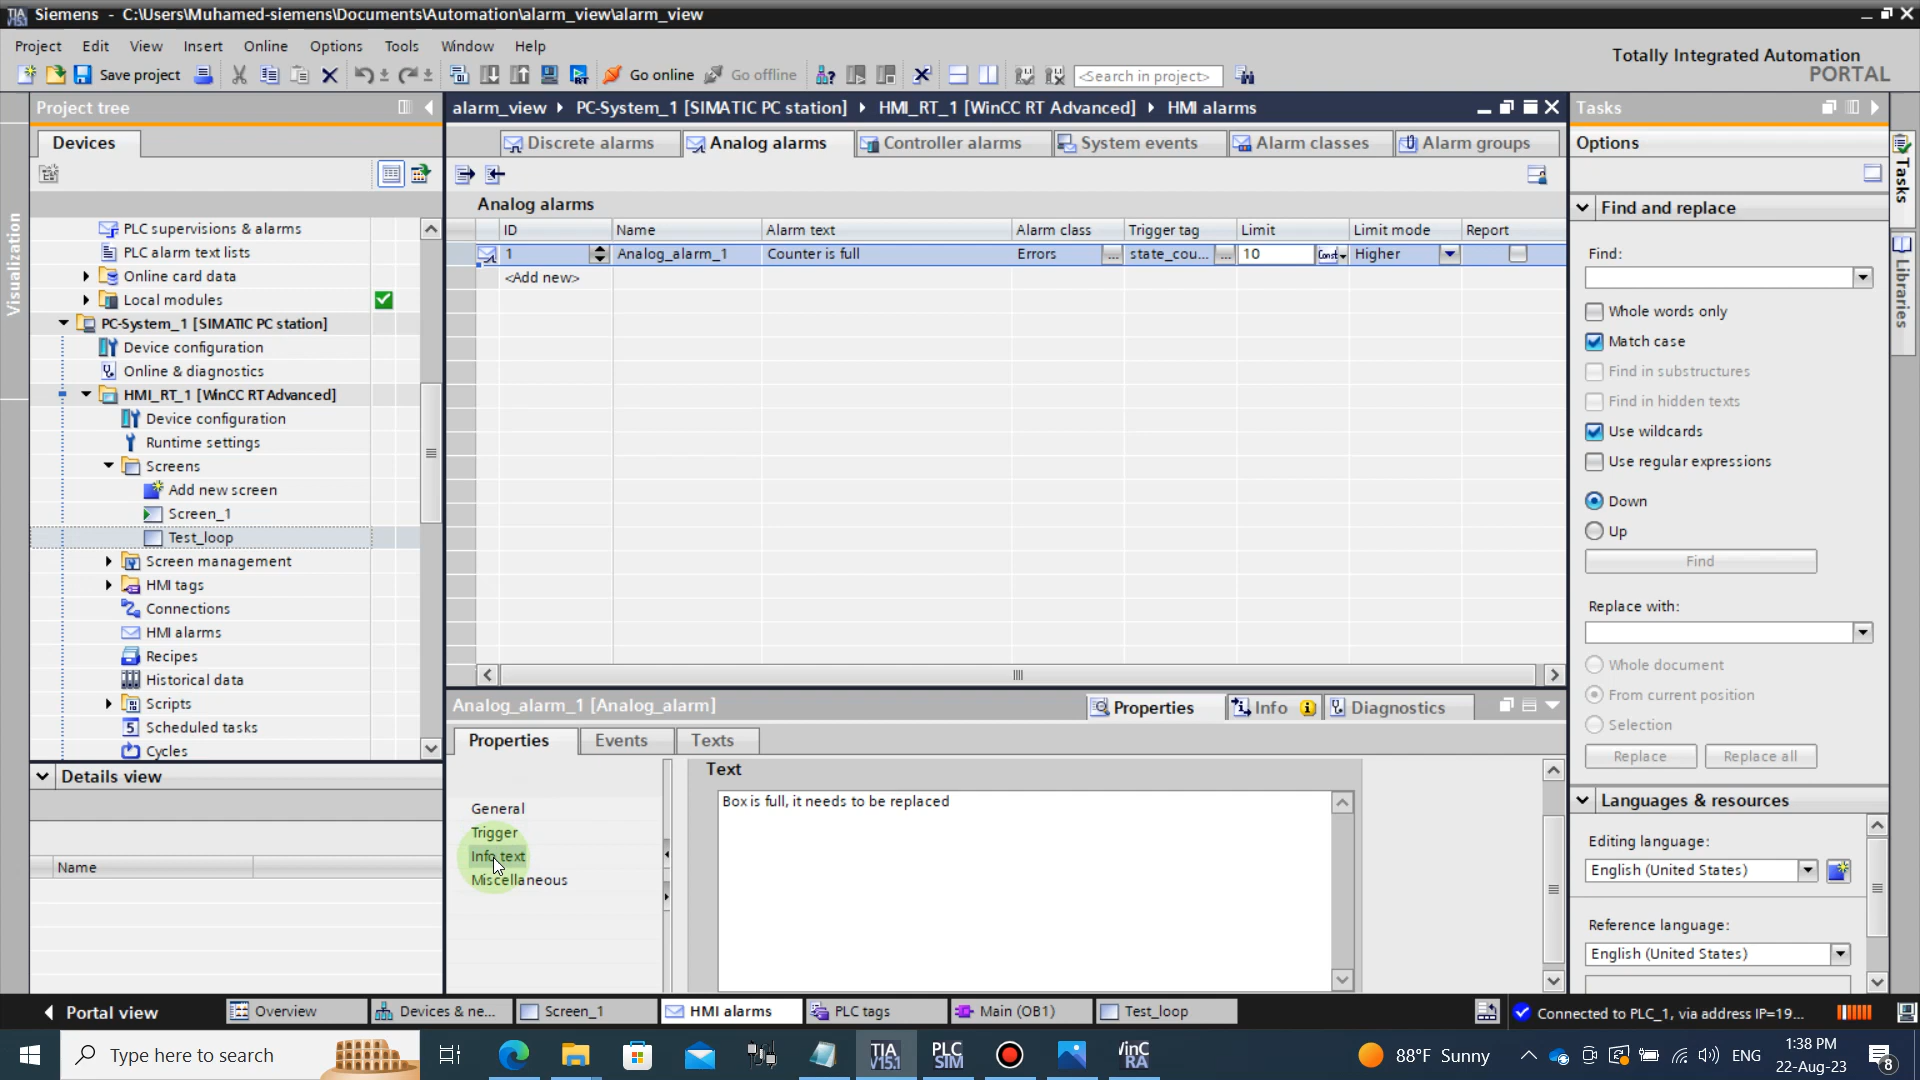 Siemens - C:\Users\Muhamed-siemens\Documents\Automation\alarm_view\alarm_view
Project Edit View Insert Online Options Tools Window Help
Totally Integrated Automation
PORTAL
Save project
Go online
Go offline
<Search in project>
Project tree
alarm_view PC-System_1 [SIMATIC PC station] HMI_RT_1 [WinCC RT Advanced] HMI alarms
Tasks
Devices
Discrete alarms Analog alarms Controller alarms System events Alarm classes Alarm groups
Options
Visualization
Tasks
Libraries
PLC supervisions & alarms
PLC alarm text lists
Online card data
Local modules
PC-System_1 [SIMATIC PC station]
Device configuration
Online & diagnostics
HMI_RT_1 [WinCC RT Advanced]
Device configuration
Runtime settings
Screens
Add new screen
Screen_1
Test_loop
Screen management
HMI tags
Connections
HMI alarms
Recipes
Historical data
Scripts
Scheduled tasks
Cycles
Details view
Name
Analog alarms
ID Name Alarm text Alarm class Trigger tag Limit Limit mode Report
1 Analog_alarm_1 Counter is full Errors ... state_cou... ... 10 Const Higher
<Add new>
Analog_alarm_1 [Analog_alarm]
Properties Info Diagnostics
Properties Events Texts
General
Trigger
Info text
Miscellaneous
Text
Box is full, it needs to be replaced
Find and replace
Find:
Whole words only
Match case
Find in substructures
Find in hidden texts
Use wildcards
Use regular expressions
Down
Up
Find
Replace with:
Whole document
From current position
Selection
Replace Replace all
Languages & resources
Editing language:
English (United States)
Reference language:
English (United States)
Portal view
Overview
Devices & ne...
Screen_1
HMI alarms
PLC tags
Main (OB1)
Test_loop
Connected to PLC_1, via address IP=19...
Type here to search
TIA
V15.1
PLC
SIM
VinC
RA
88°F Sunny
ENG
1:38 PM
22-Aug-23
8